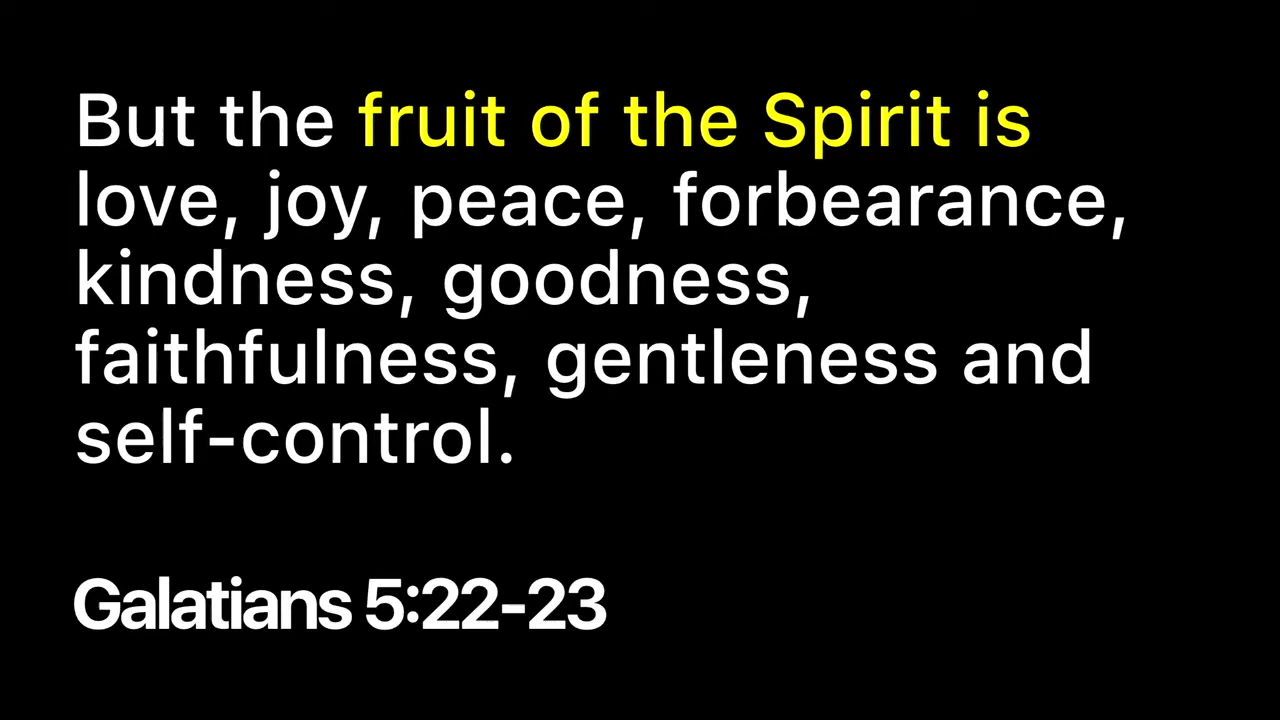 But the fruit of the Spirit is
love, joy, peace, forbearance,
kindness, goodness,
faithfulness, gentleness and
self-control.
Galatians 5:22-23